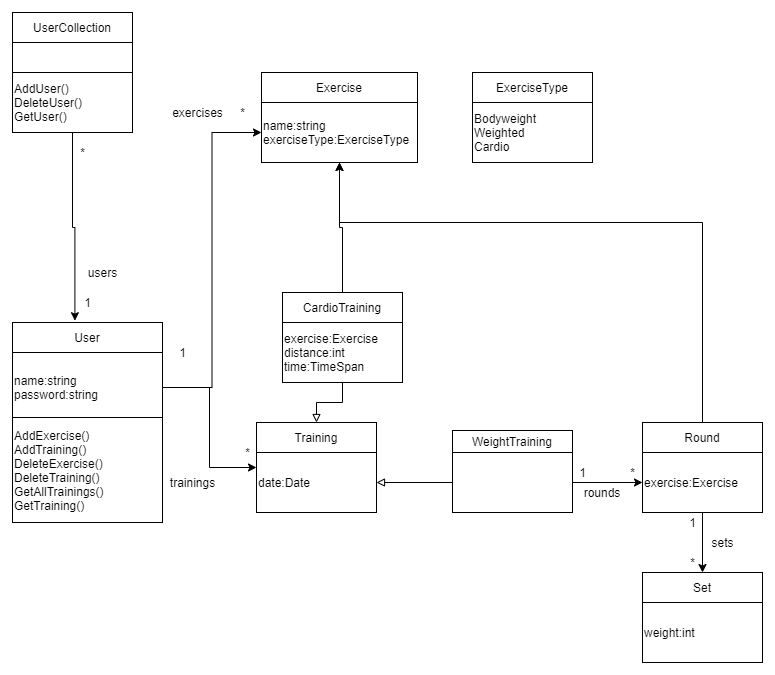 UserCollection
AddUser()
DeleteUser()
GetUser()
*
users
1
User
name:string
password:string
AddExercise()
AddTraining()
DeleteExercise()
DeleteTraining()
GetAllTrainings()
GetTraining()
1
exercises
*
trainings
*
Exercise
name:string
exerciseType:ExerciseType
ExerciseType
Bodyweight
Weighted
Cardio
CardioTraining
exercise:Exercise
distance:int
time:TimeSpan
Training
date:Date
WeightTraining
1
*
rounds
Round
exercise:Exercise
1
sets
*
Set
weight:int